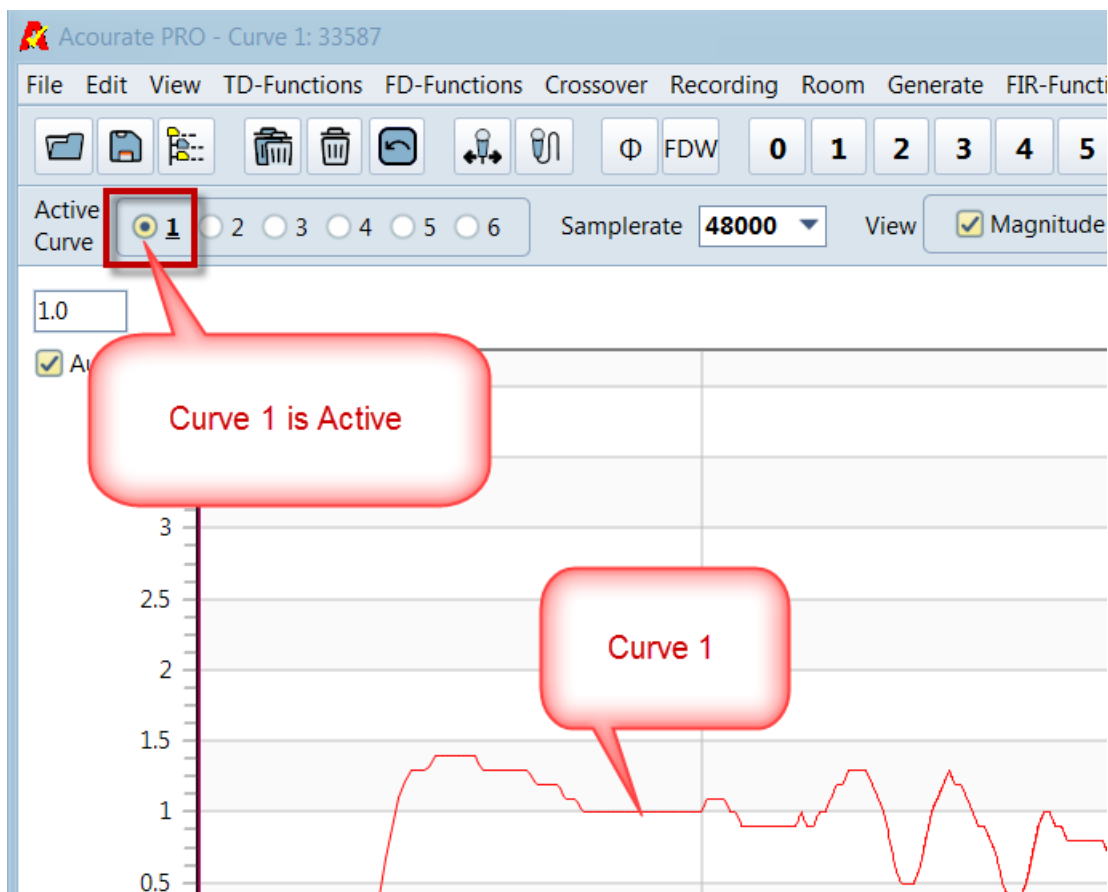 Acourate PRO - Curve 1: 33587
File Edit View TD-Functions FD-Functions Crossover Recording Room Generate
Φ FDW 0 1 2 3 4 5
Active Curve 1 2 3 4 5 6 Samplerate 48000 View Magnitude
1.0
Curve 1 is Active
3
2.5
Curve 1
2
1.5
1
0.5